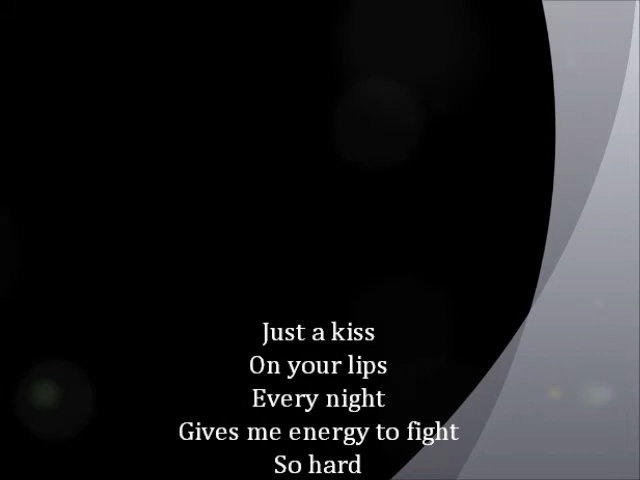 Just a kiss
On your lips
Every night
Gives me energy to fight
So hard